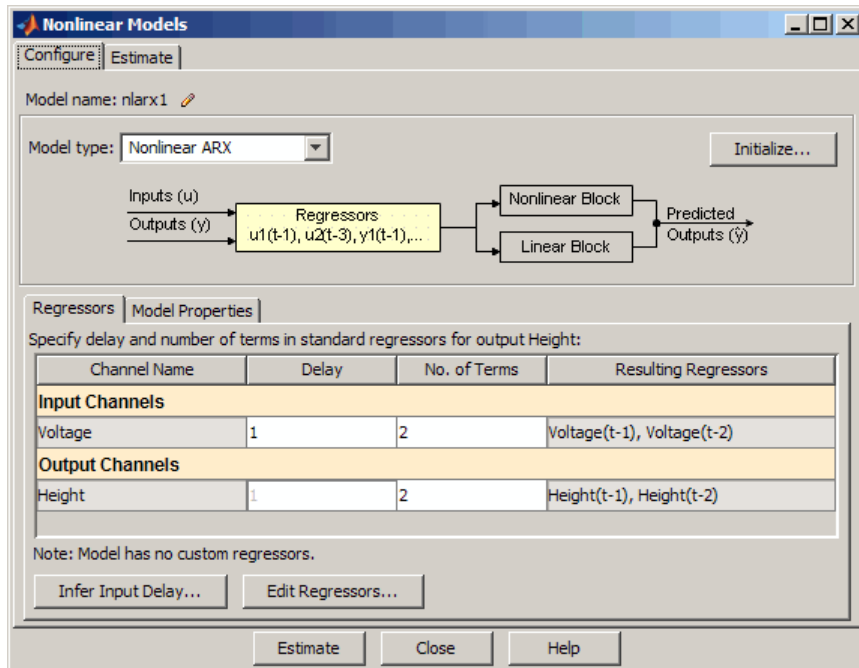 Nonlinear Models
Configure Estimate
Model name: nlarx1
Model type: Nonlinear ARX Initialize...
Inputs (u)
Outputs (y)
Regressors
u1(t-1), u2(t-3), y1(t-1),...
Nonlinear Block
Linear Block
Predicted
Outputs (ŷ)
Regressors Model Properties
Specify delay and number of terms in standard regressors for output Height:
Channel Name Delay No. of Terms Resulting Regressors
Input Channels
Voltage 1 2 Voltage(t-1), Voltage(t-2)
Output Channels
Height 1 2 Height(t-1), Height(t-2)
Note: Model has no custom regressors.
Infer Input Delay... Edit Regressors...
Estimate Close Help